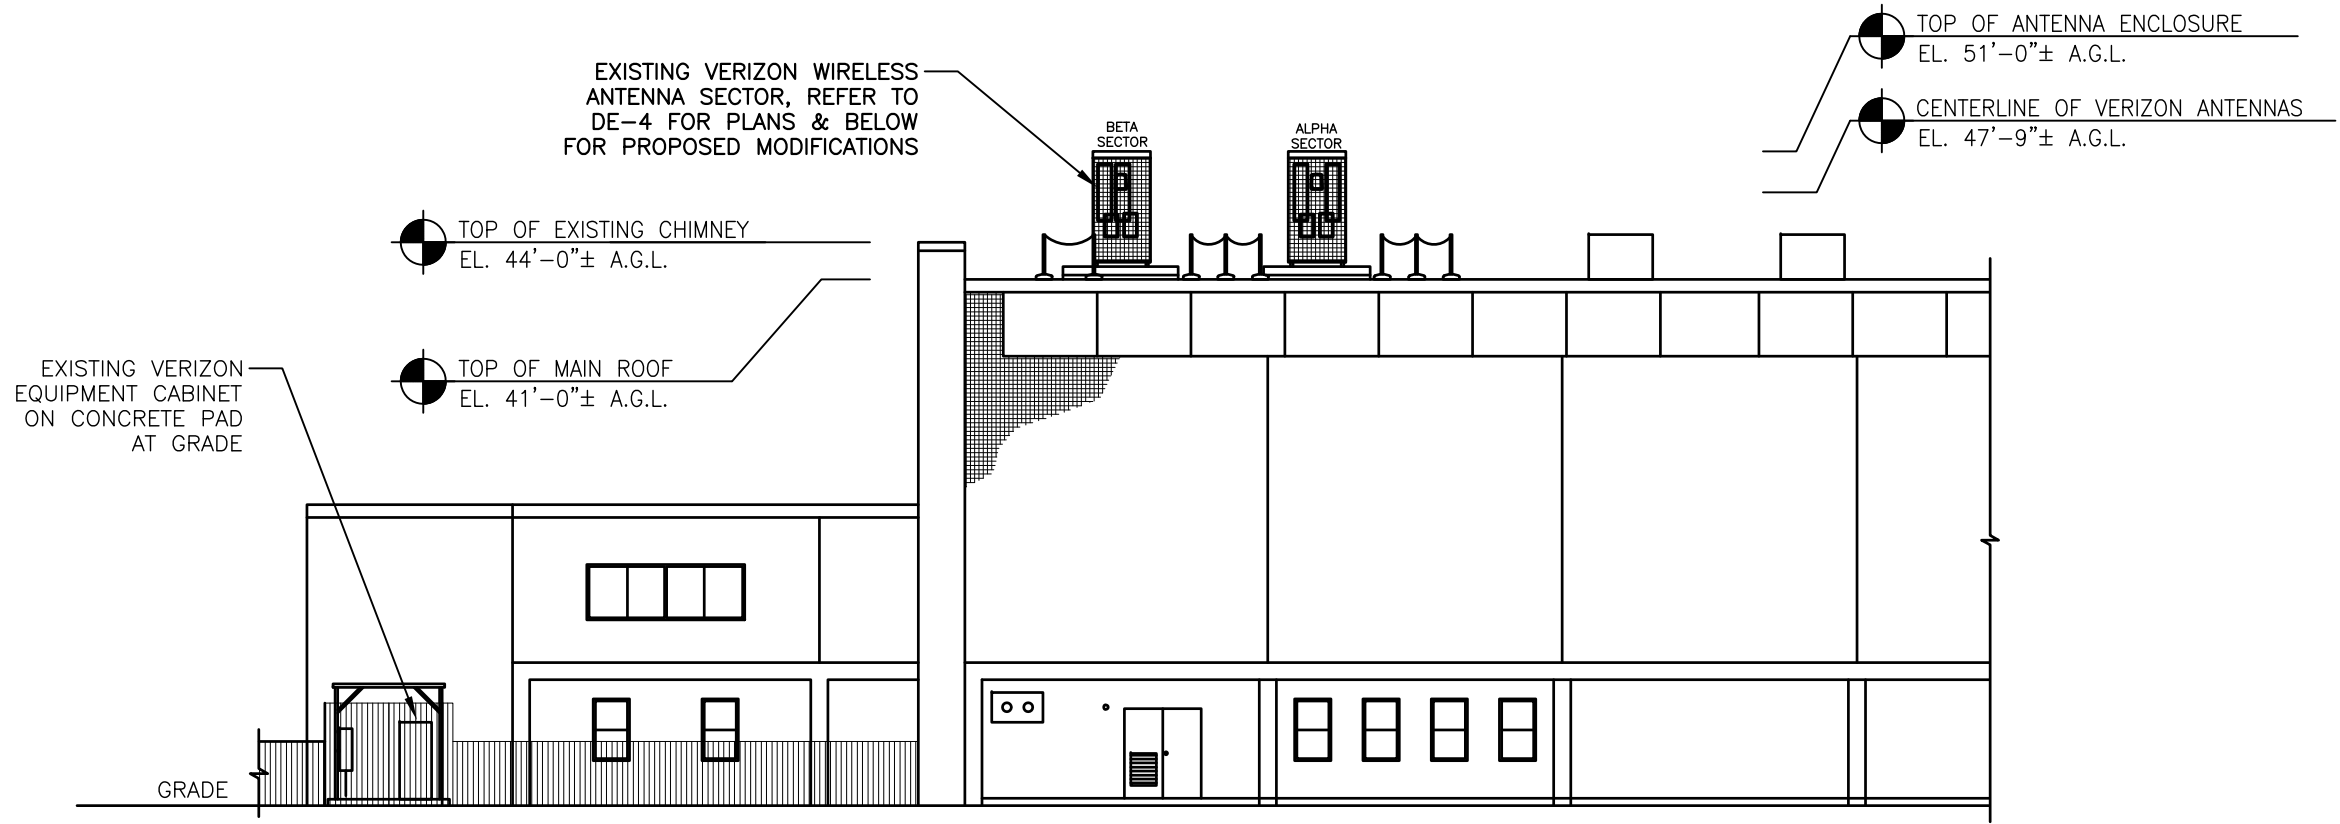 TOP OF ANTENNA ENCLOSURE
EL. 51'-0"± A.G.L.
EXISTING VERIZON WIRELESS
ANTENNA SECTOR, REFER TO
DE-4 FOR PLANS & BELOW
FOR PROPOSED MODIFICATIONS
CENTERLINE OF VERIZON ANTENNAS
EL. 47'-9"± A.G.L.
BETA
SECTOR
ALPHA
SECTOR
TOP OF EXISTING CHIMNEY
EL. 44'-0"± A.G.L.
TOP OF MAIN ROOF
EL. 41'-0"± A.G.L.
EXISTING VERIZON
EQUIPMENT CABINET
ON CONCRETE PAD
AT GRADE
GRADE